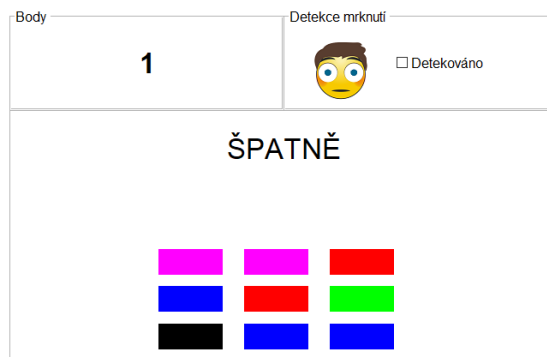 Body
Detekce mrknutí
1
Detekováno
ŠPATNĚ